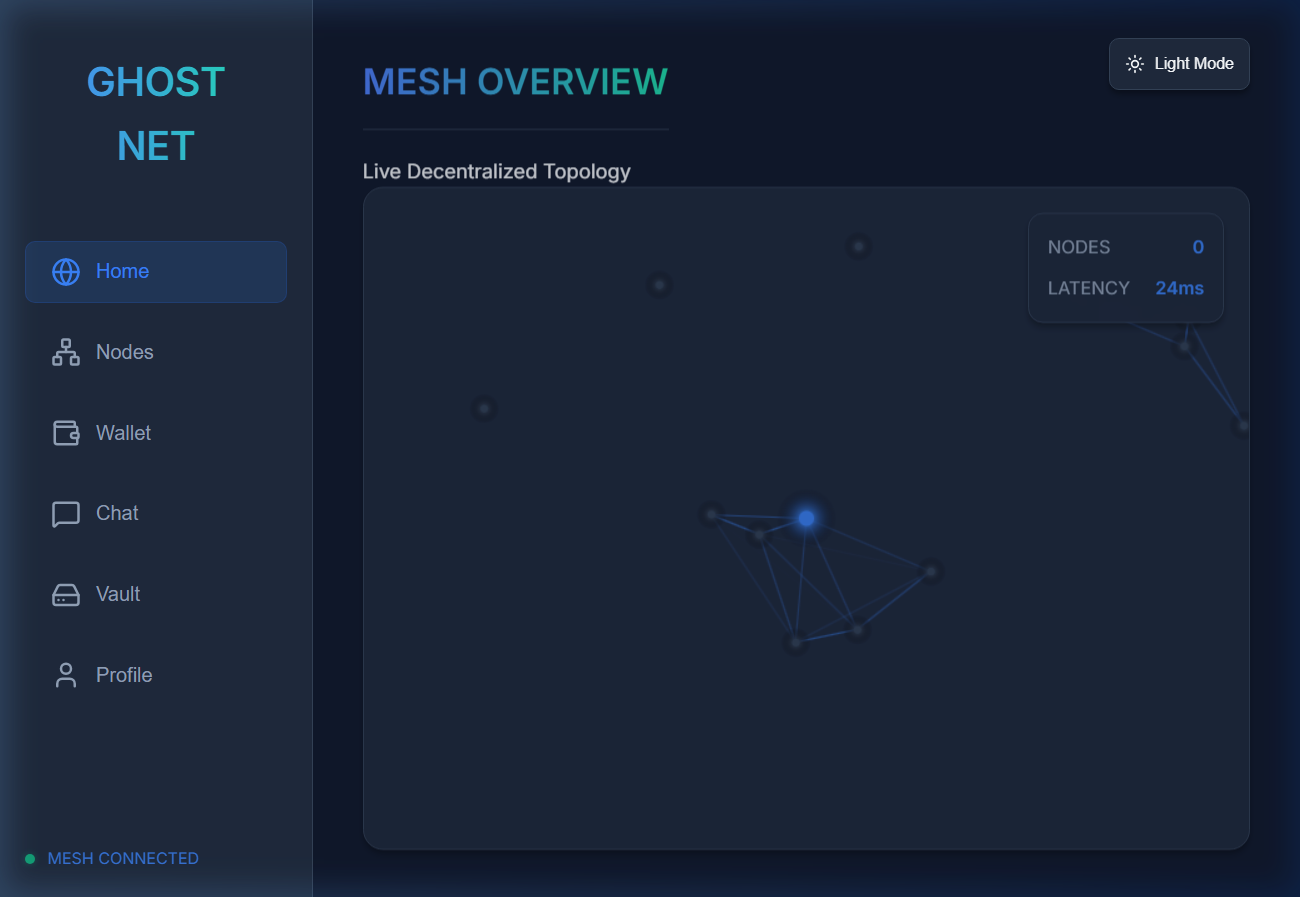 GHOST
NET
Home
Nodes
Wallet
Chat
Vault
Profile
MESH CONNECTED
MESH OVERVIEW
Light Mode
Live Decentralized Topology
NODES 0
LATENCY 24ms